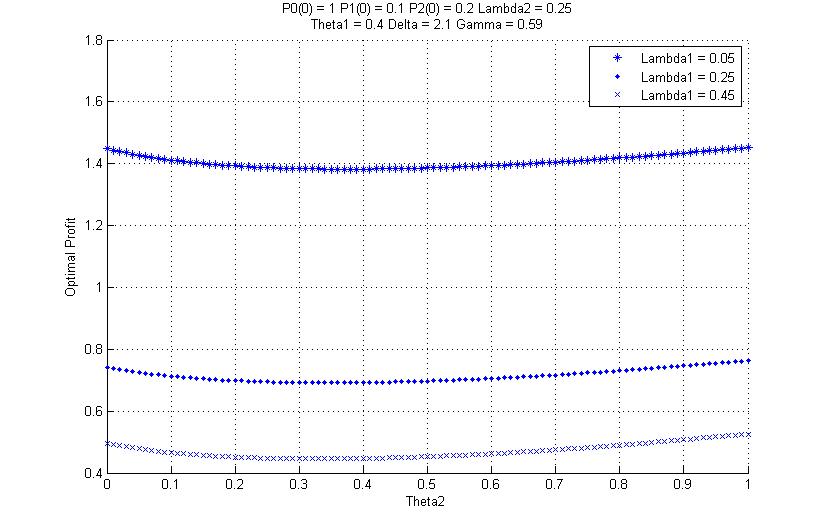 P0(0) = 1 P1(0) = 0.1 P2(0) = 0.2 Lambda2 = 0.25
Theta1 = 0.4 Delta = 2.1 Gamma = 0.59
Lambda1 = 0.05
Lambda1 = 0.25
Lambda1 = 0.45
Optimal Profit
1.8
1.6
1.4
1.2
1
0.8
0.6
0.4
0 0.1 0.2 0.3 0.4 0.5 0.6 0.7 0.8 0.9 1
Theta2